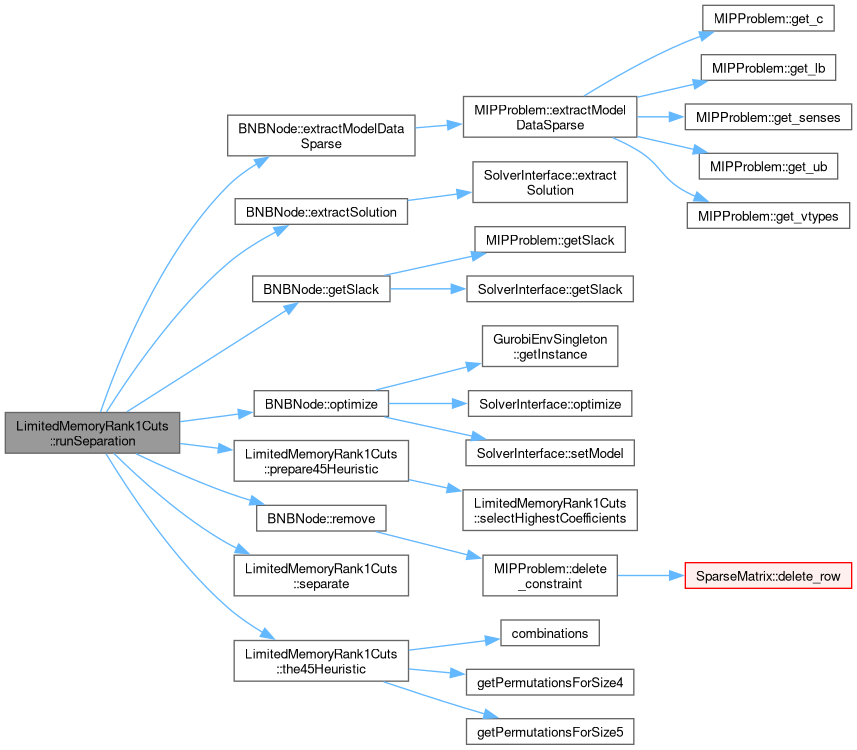 LimitedMemoryRank1Cuts
::runSeparation
BNBNode::extractModelData
Sparse
MIPProblem::extractModel
DataSparse
MIPProblem::get_c
MIPProblem::get_lb
MIPProblem::get_senses
MIPProblem::get_ub
MIPProblem::get_vtypes
BNBNode::extractSolution
SolverInterface::extract
Solution
BNBNode::getSlack
MIPProblem::getSlack
SolverInterface::getSlack
BNBNode::optimize
GurobiEnvSingleton
::getInstance
SolverInterface::optimize
SolverInterface::setModel
LimitedMemoryRank1Cuts
::prepare45Heuristic
LimitedMemoryRank1Cuts
::selectHighestCoefficients
BNBNode::remove
MIPProblem::delete
_constraint
SparseMatrix::delete_row
LimitedMemoryRank1Cuts
::separate
LimitedMemoryRank1Cuts
::the45Heuristic
combinations
getPermutationsForSize4
getPermutationsForSize5